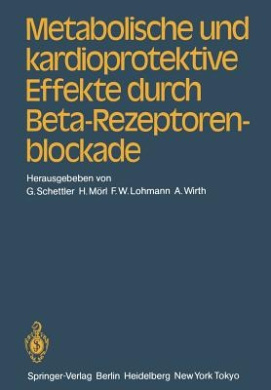 Metabolische und
kardioprotektive
Effekte durch
Beta-Rezeptoren-
blockade
Herausgegeben von
G. Schettler H. Mörl F. W. Lohmann A. Wirth
Springer-Verlag Berlin Heidelberg New York Tokyo